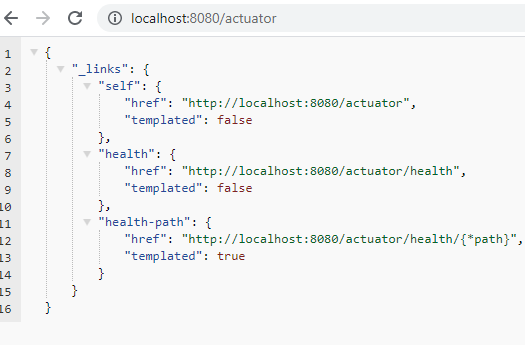 localhost:8080/actuator
1 {
2 "_links": {
3 "self": {
4 "href": "http://localhost:8080/actuator",
5 "templated": false
6 },
7 "health": {
8 "href": "http://localhost:8080/actuator/health",
9 "templated": false
10 },
11 "health-path": {
12 "href": "http://localhost:8080/actuator/health/{*path}",
13 "templated": true
14 }
15 }
16 }